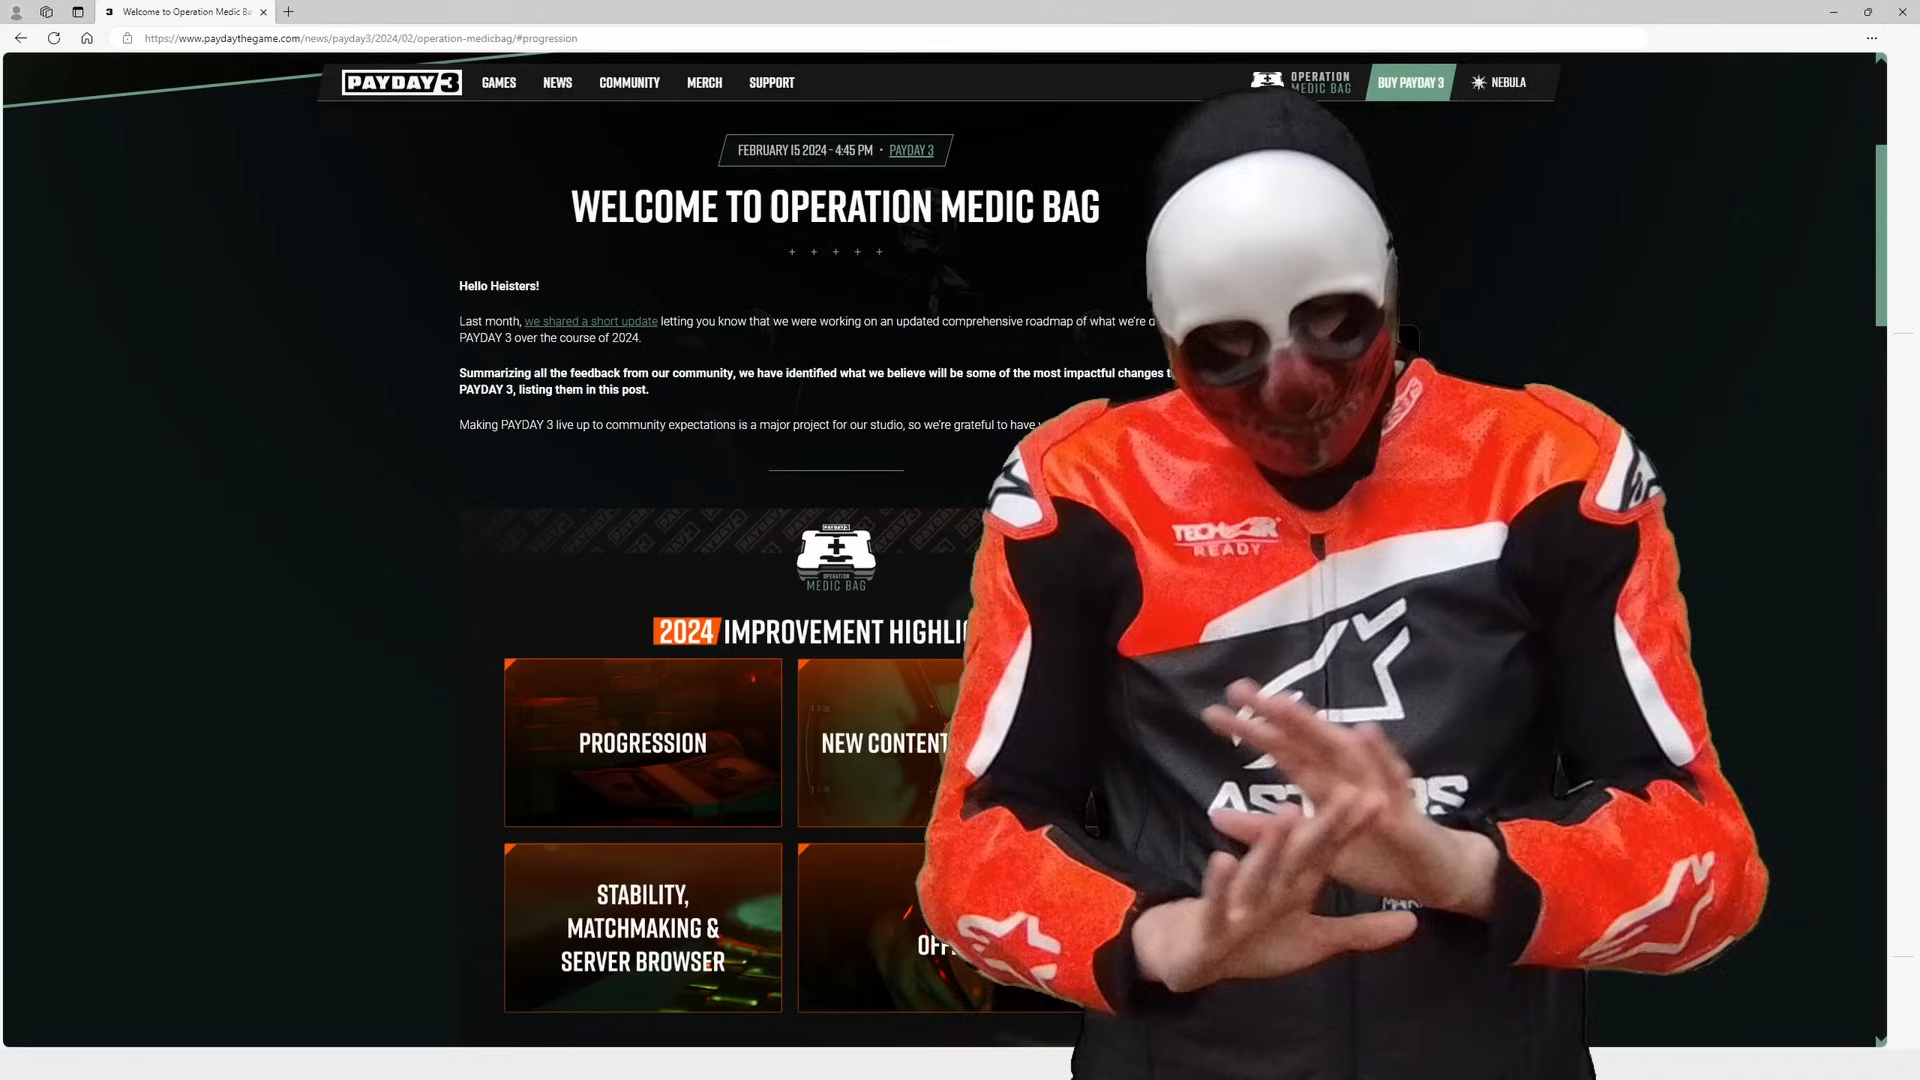 3 Welcome to Operation Medic Ba
https://www.paydaythegame.com/news/payday3/2024/02/operation-medicbag/#progression
PAYDAY 3 GAMES NEWS COMMUNITY MERCH SUPPORT OPERATION MEDIC BAG BUY PAYDAY 3 NEBULA
FEBRUARY 15 2024 - 4:45 PM • PAYDAY 3
WELCOME TO OPERATION MEDIC BAG
+ + + + +
Hello Heisters!
Last month, we shared a short update letting you know that we were working on an updated comprehensive roadmap of what we're
PAYDAY 3 over the course of 2024.
Summarizing all the feedback from our community, we have identified what we believe will be some of the most impactful changes
PAYDAY 3, listing them in this post.
Making PAYDAY 3 live up to community expectations is a major project for our studio, so we're grateful to have
PAYDAY 3
OPERATION
MEDIC BAG
2024 IMPROVEMENT HIGHLI
PROGRESSION
NEW CONTENT
STABILITY,
MATCHMAKING &
SERVER BROWSER
OFF
TECH-AIR
READY